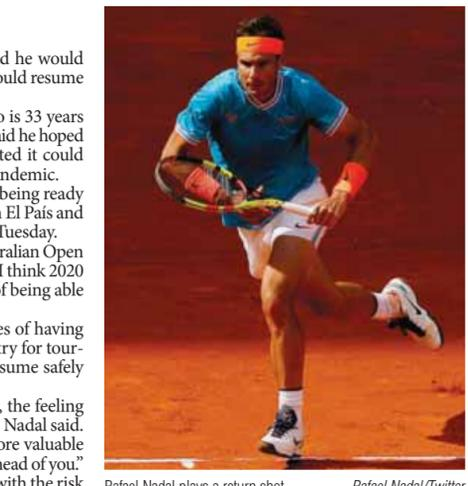 d he would
ould resume
o is 33 years
aid he hoped
ted it could
ndemic.
being ready
n El País and
Tuesday.
ralian Open
I think 2020
of being able
es of having
try for tour-
sume safely
, the feeling
Nadal said.
ore valuable
head of you.”
with the risk
Rafael Nadal plays a return shot
Rafael Nadal/Twitter